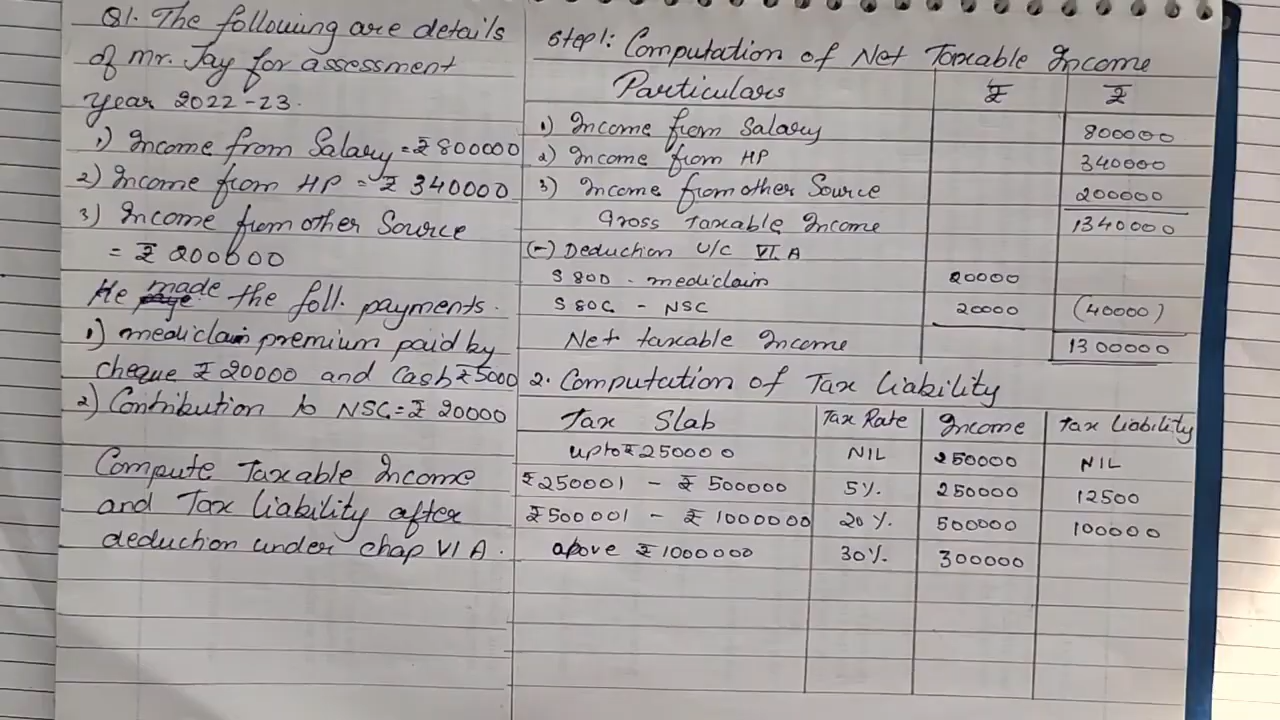 Q1. The following are details
of Mr. Jay for assessment
Year 2022-23.
1) Income from Salary = ₹ 800000
2) Income from HP = ₹ 340000
3) Income from other Source
= ₹ 200000
He made the foll. payments.
1) mediclaim premium paid by
cheque ₹ 20000 and Cash ₹ 5000
2) Contribution to NSC = ₹ 20000
Compute Taxable Income
and Tax liability after
deduction under chap VI A.
Step 1: Computation of Net Taxable Income
Particulars ₹ ₹
1) Income from Salary 800000
2) Income from HP 340000
3) Income from other Source 200000
Gross Taxable Income 1340000
(-) Deduction U/C VI.A
S 80D - mediclaim 20000
S 80C - NSC 20000 (40000)
Net taxable Income 1300000
2. Computation of Tax liability
Tax Slab Tax Rate Income Tax liability
upto ₹ 250000 NIL 250000 NIL
₹ 250001 - ₹ 500000 5% 250000 12500
₹ 500001 - ₹ 1000000 20% 500000 100000
above ₹ 1000000 30% 300000